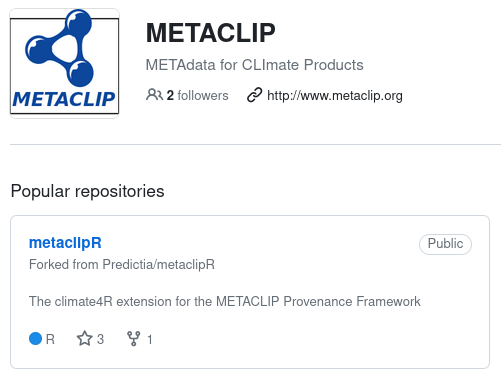 METACLIP
METACLIP
METAdata for CLImate Products
2 followers http://www.metaclip.org
Popular repositories
metaclipR Public
Forked from Predictia/metaclipR
The climate4R extension for the METACLIP Provenance Framework
R 3 1